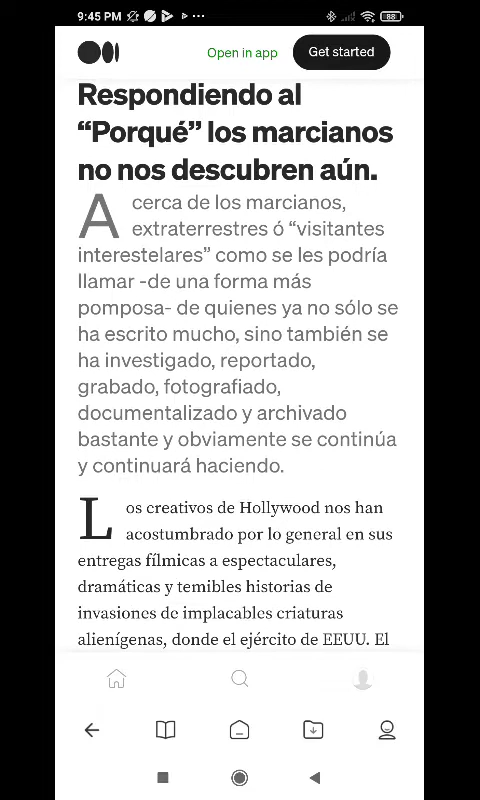 9:45 PM
88
Open in app
Get started
Respondiendo al
“Porqué” los marcianos
no nos descubren aún.
Acerca de los marcianos,
extraterrestres ó “visitantes
interestelares” como se les podría
llamar -de una forma más
pomposa- de quienes ya no sólo se
ha escrito mucho, sino también se
ha investigado, reportado,
grabado, fotografiado,
documentalizado y archivado
bastante y obviamente se continúa
y continuará haciendo.
Los creativos de Hollywood nos han
acostumbrado por lo general en sus
entregas fílmicas a espectaculares,
dramáticas y temibles historias de
invasiones de implacables criaturas
alienígenas, donde el ejército de EEUU. El